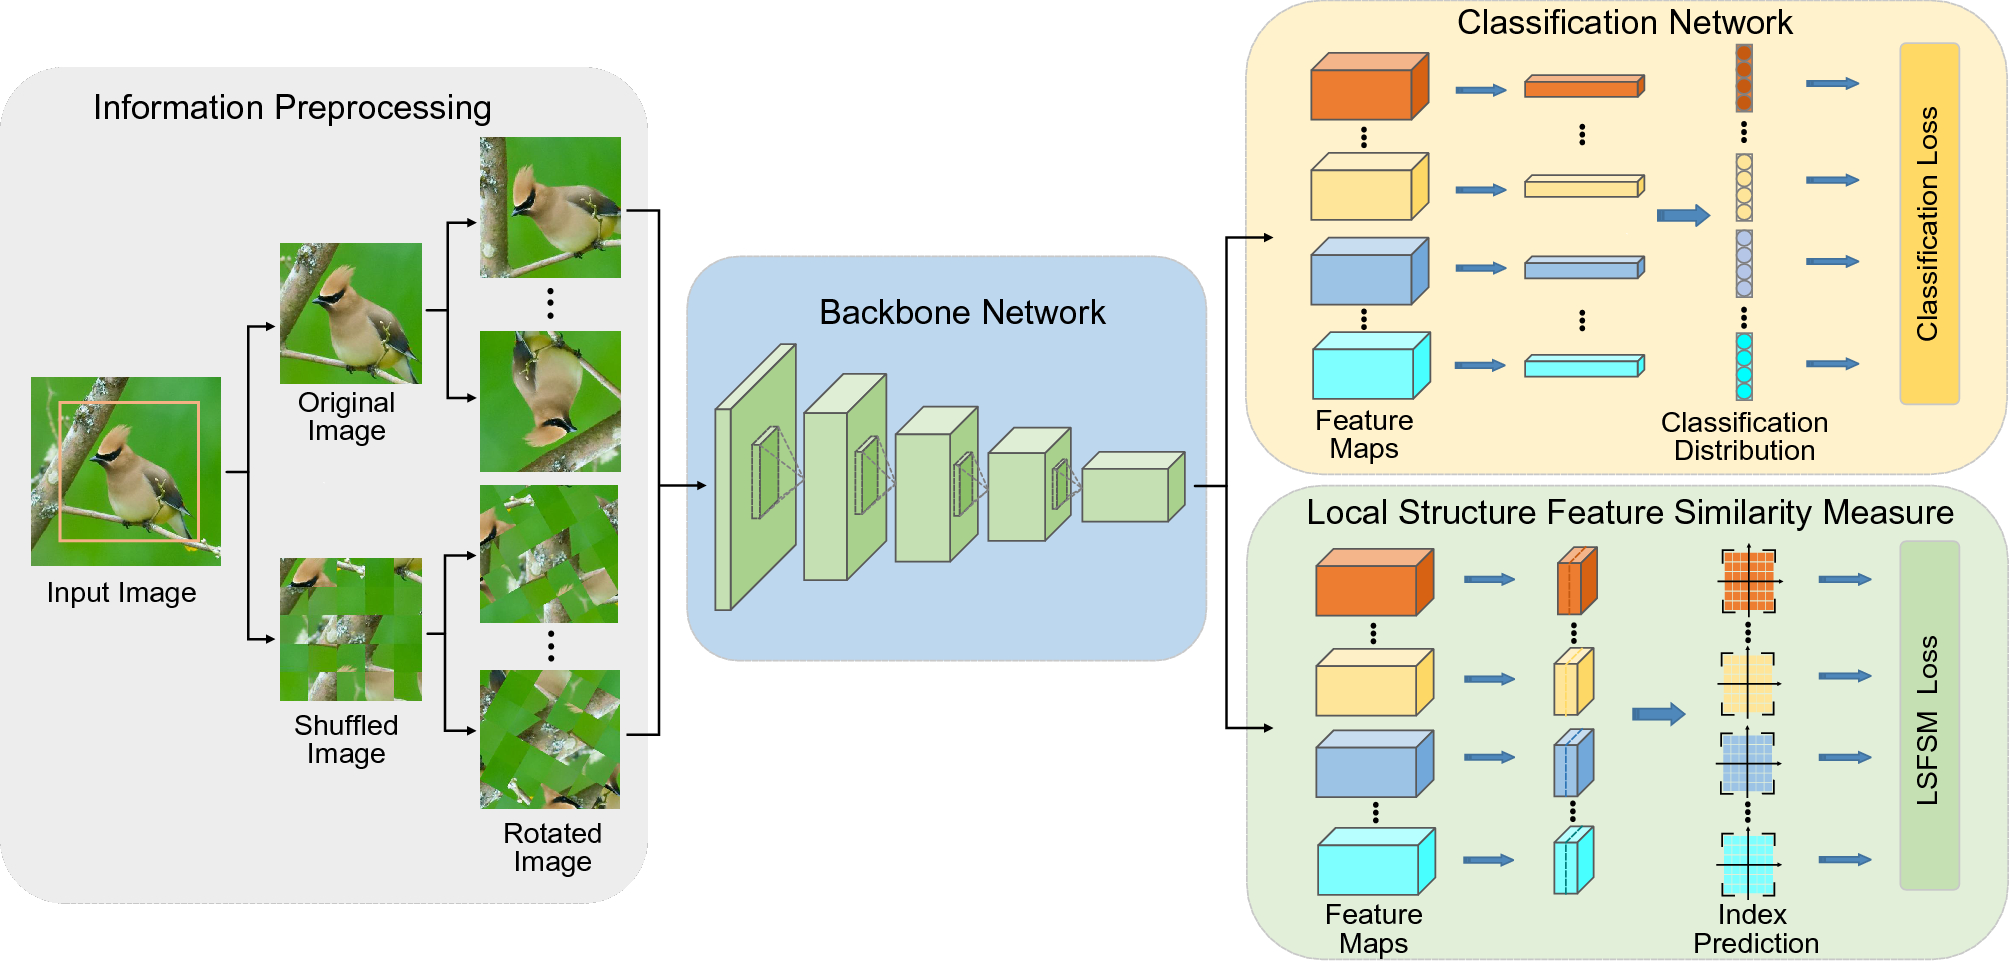 Information Preprocessing
Input Image
Original
Image
Shuffled
Image
Rotated
Image
Backbone Network
Classification Network
Feature
Maps
Classification
Distribution
Classification Loss
Local Structure Feature Similarity Measure
Feature
Maps
Index
Prediction
LSFSM Loss